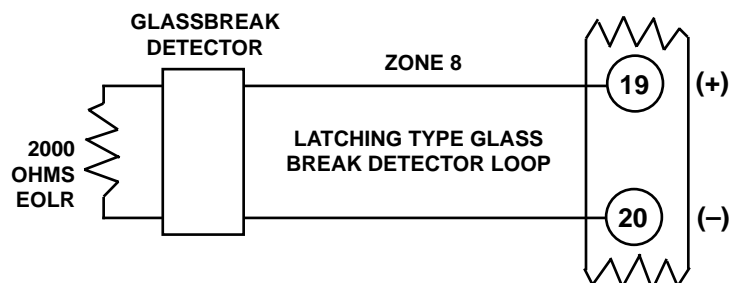 GLASSBREAK
DETECTOR
ZONE 8
19
(+)
2000
OHMS
EOLR
LATCHING TYPE GLASS
BREAK DETECTOR LOOP
20
(–)